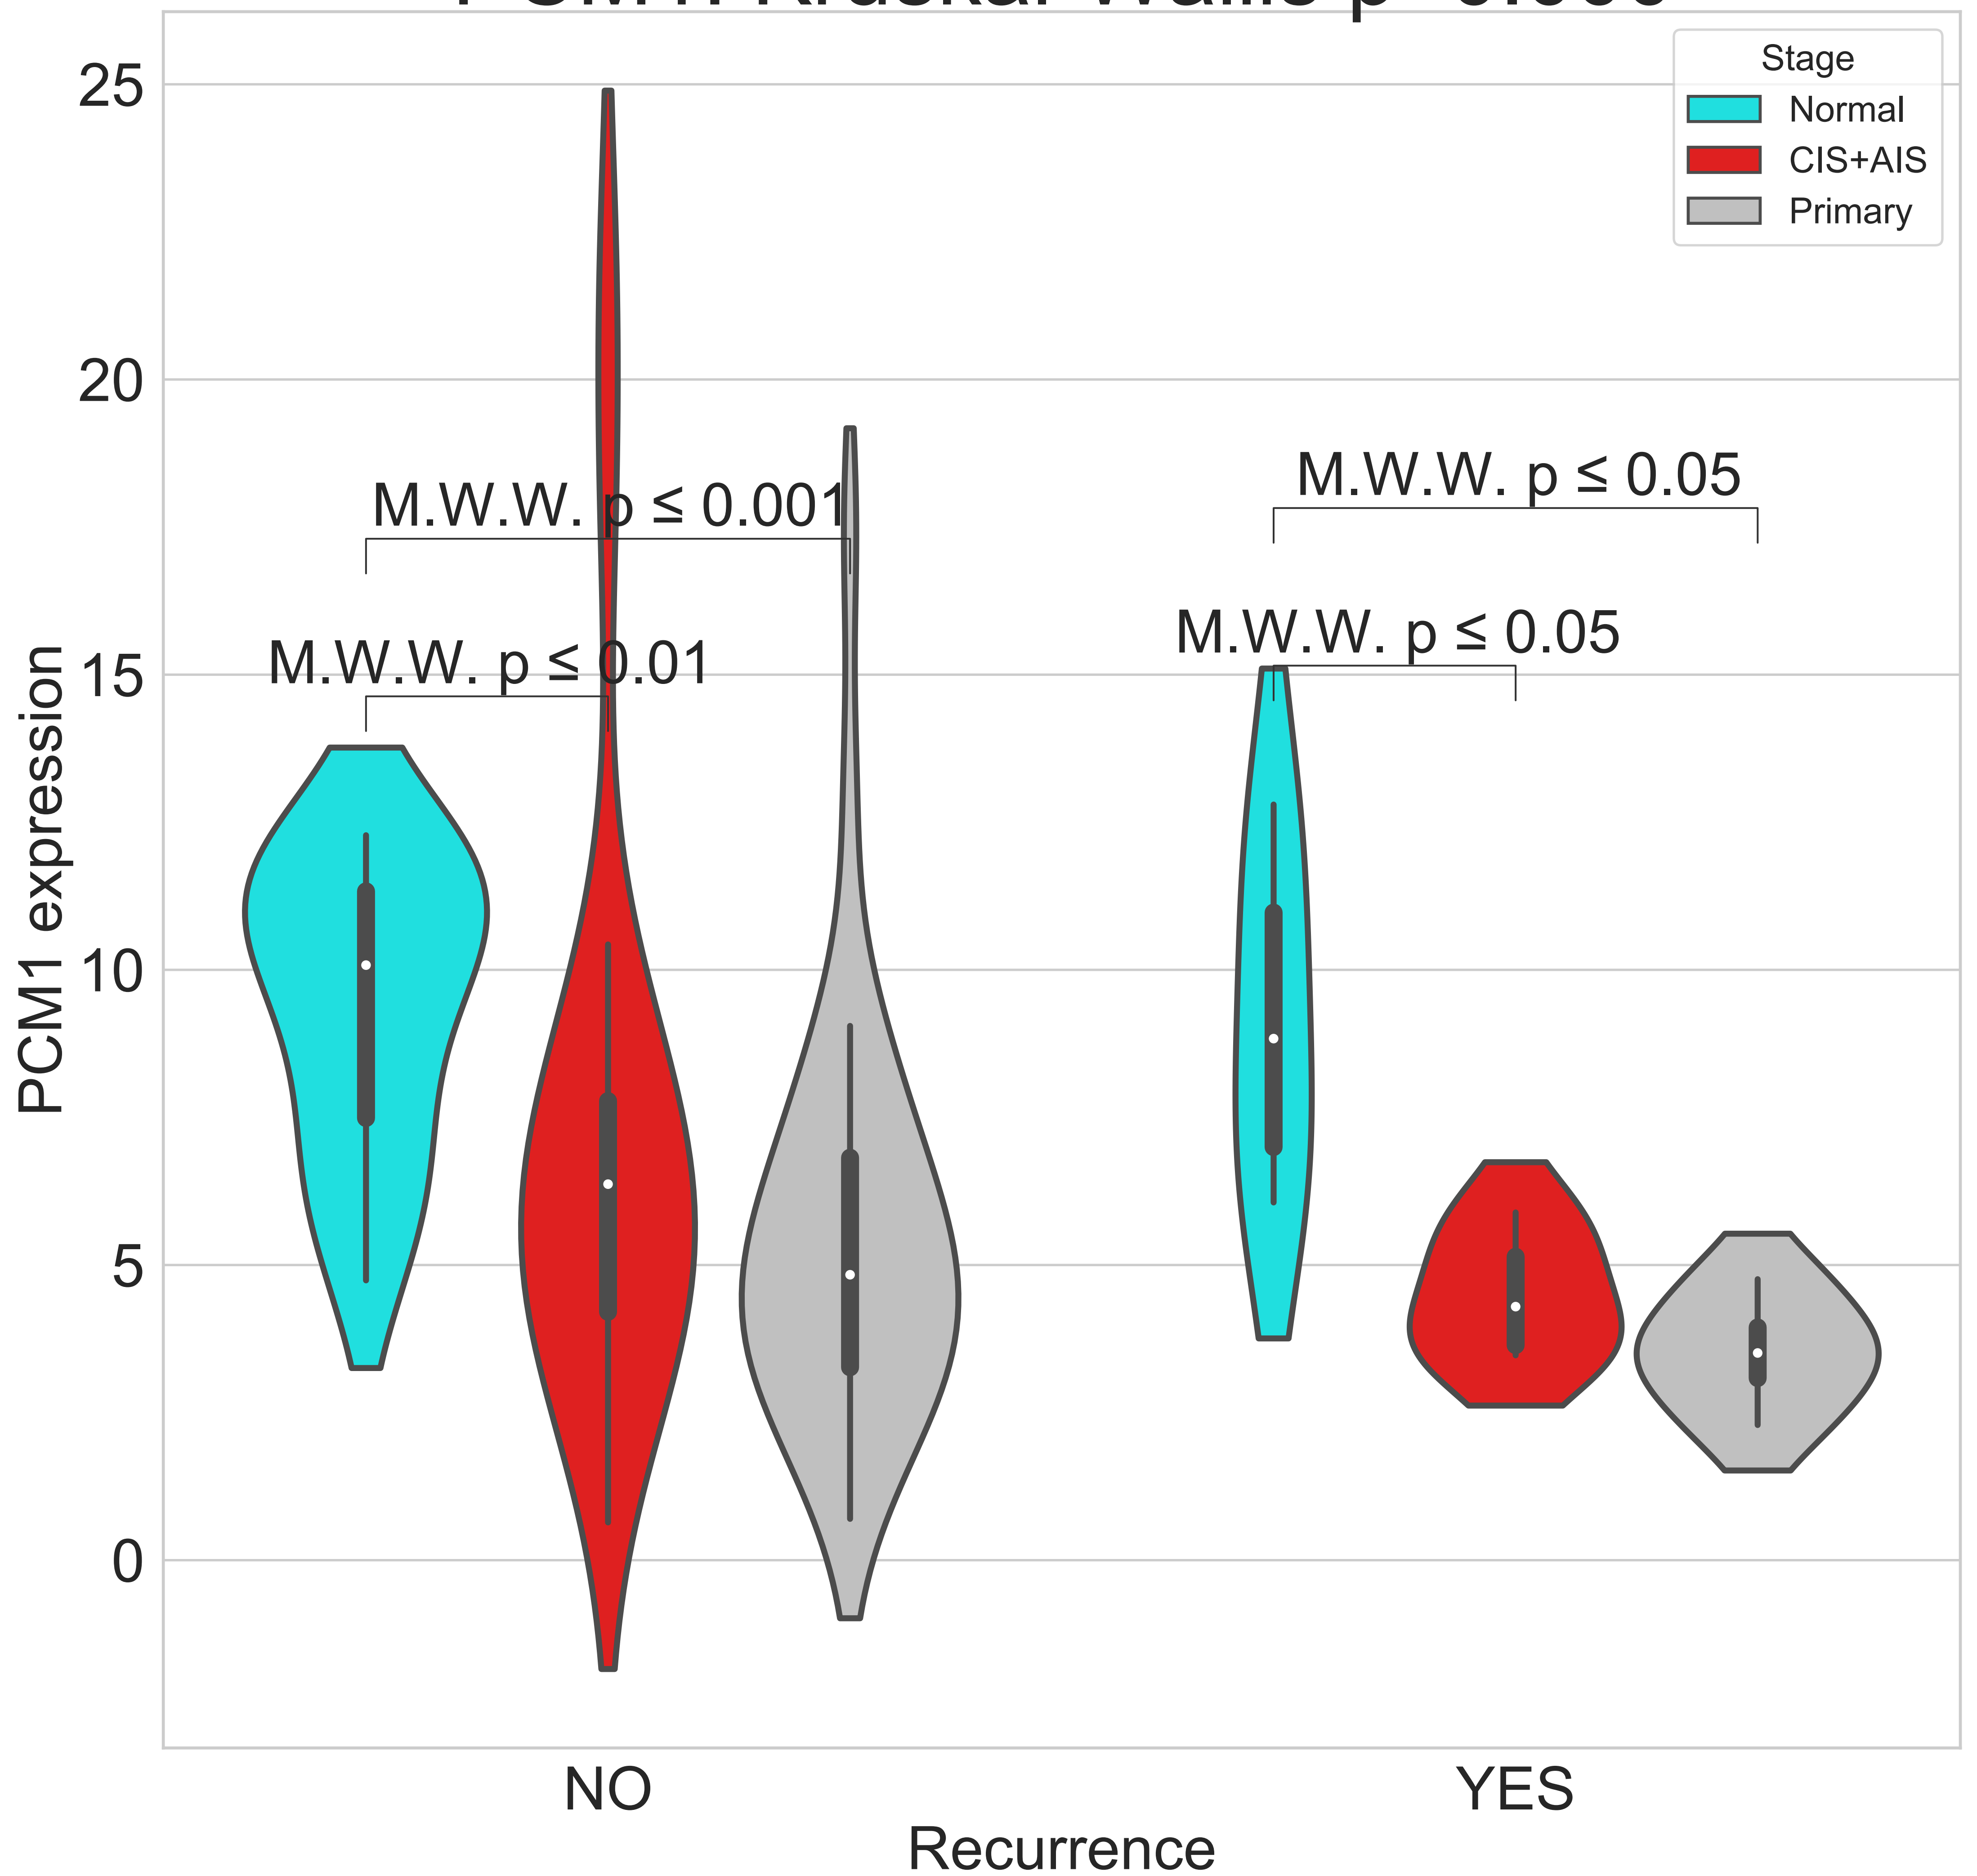 Stage
Normal
CIS+AIS
Primary
25
20
15
10
5
0
PCM1 expression
M.W.W. p ≤ 0.001
M.W.W. p ≤ 0.01
M.W.W. p ≤ 0.05
M.W.W. p ≤ 0.05
NO
YES
Recurrence